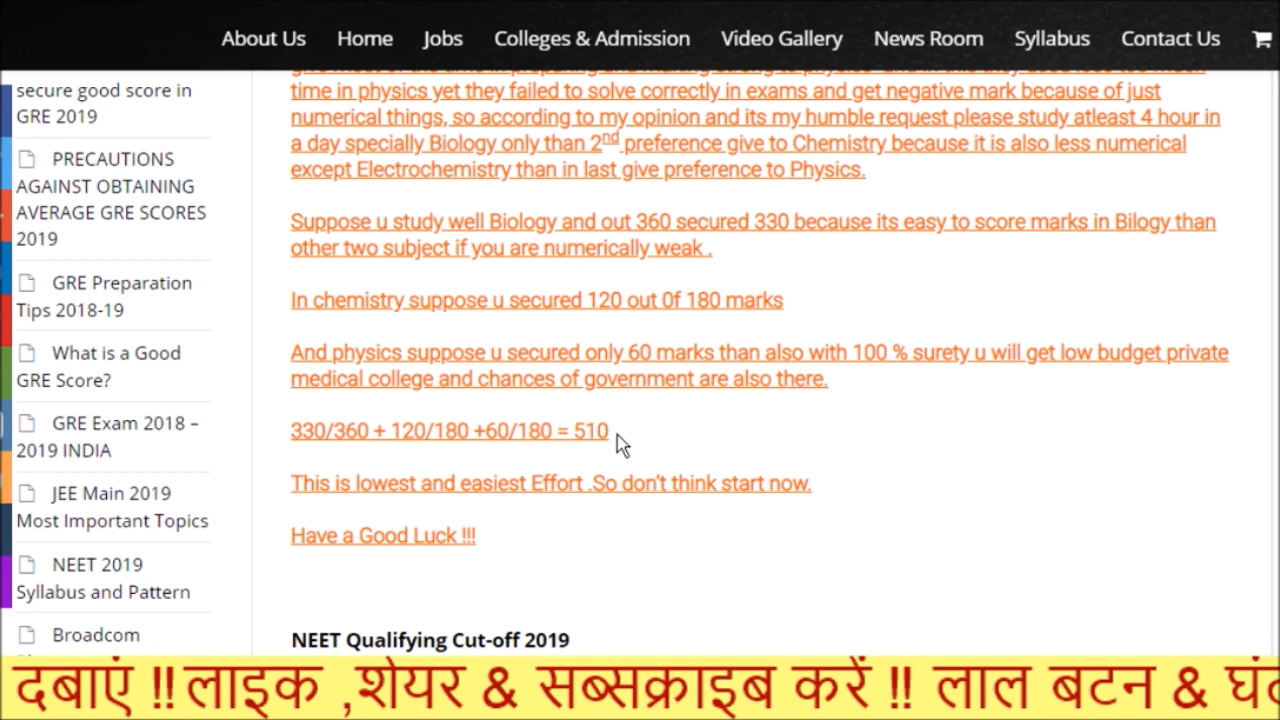 About Us Home Jobs Colleges & Admission Video Gallery News Room Syllabus Contact Us
secure good score in
GRE 2019
PRECAUTIONS
AGAINST OBTAINING
AVERAGE GRE SCORES
2019
GRE Preparation
Tips 2018-19
What is a Good
GRE Score?
GRE Exam 2018 –
2019 INDIA
JEE Main 2019
Most Important Topics
NEET 2019
Syllabus and Pattern
Broadcom
time in physics yet they failed to solve correctly in exams and get negative mark because of just
numerical things, so according to my opinion and its my humble request please study atleast 4 hour in
a day specially Biology only than 2nd preference give to Chemistry because it is also less numerical
except Electrochemistry than in last give preference to Physics.
Suppose u study well Biology and out 360 secured 330 because its easy to score marks in Bilogy than
other two subject if you are numerically weak .
In chemistry suppose u secured 120 out 0f 180 marks
And physics suppose u secured only 60 marks than also with 100 % surety u will get low budget private
medical college and chances of government are also there.
330/360 + 120/180 +60/180 = 510
This is lowest and easiest Effort .So don't think start now.
Have a Good Luck !!!
NEET Qualifying Cut-off 2019
दबाएं !! लाइक ,शेयर & सब्सक्राइब करें !! लाल बटन &